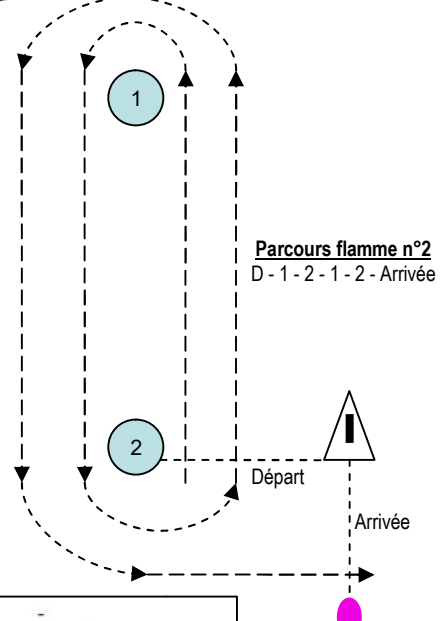 1
Parcours flamme n°2
D - 1 - 2 - 1 - 2 - Arrivée
2
Départ
Arrivée